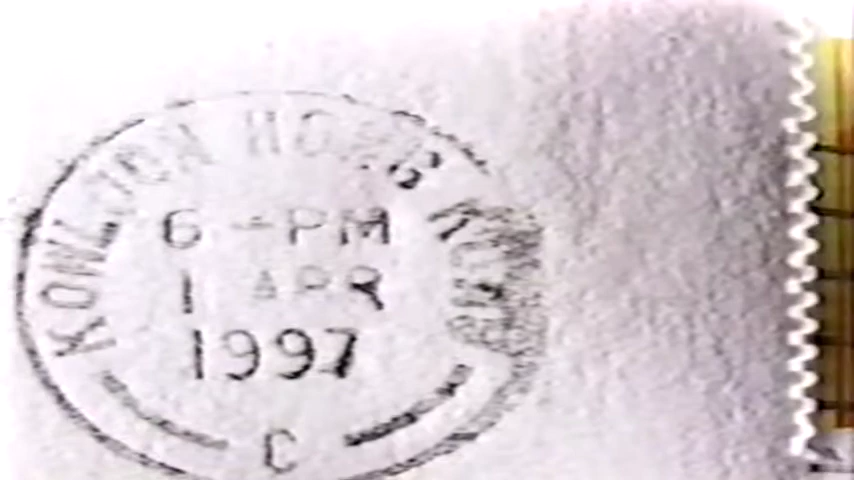 KOWLOON HONG KONG
6 - PM
1 APR
1997
C